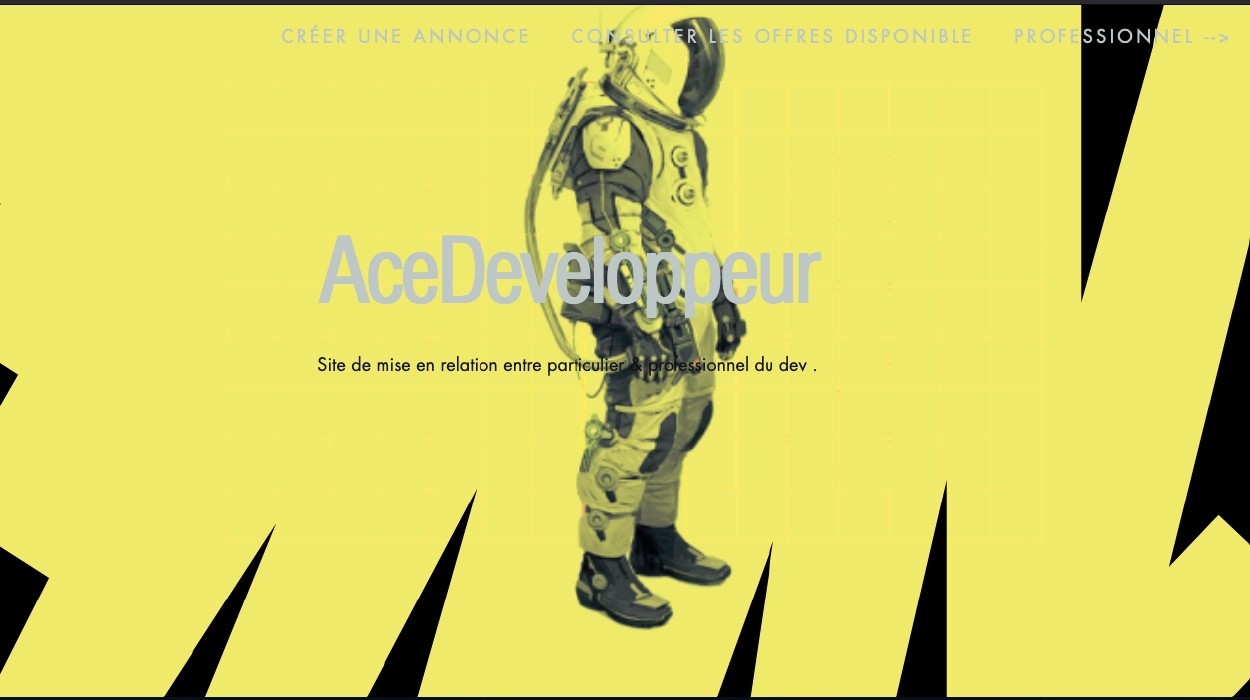 CRÉER UNE ANNONCE CONSULTER LES OFFRES DISPONIBLE PROFESSIONNEL -->
AceDeveloppeur
Site de mise en relation entre particulier & professionnel du dev .